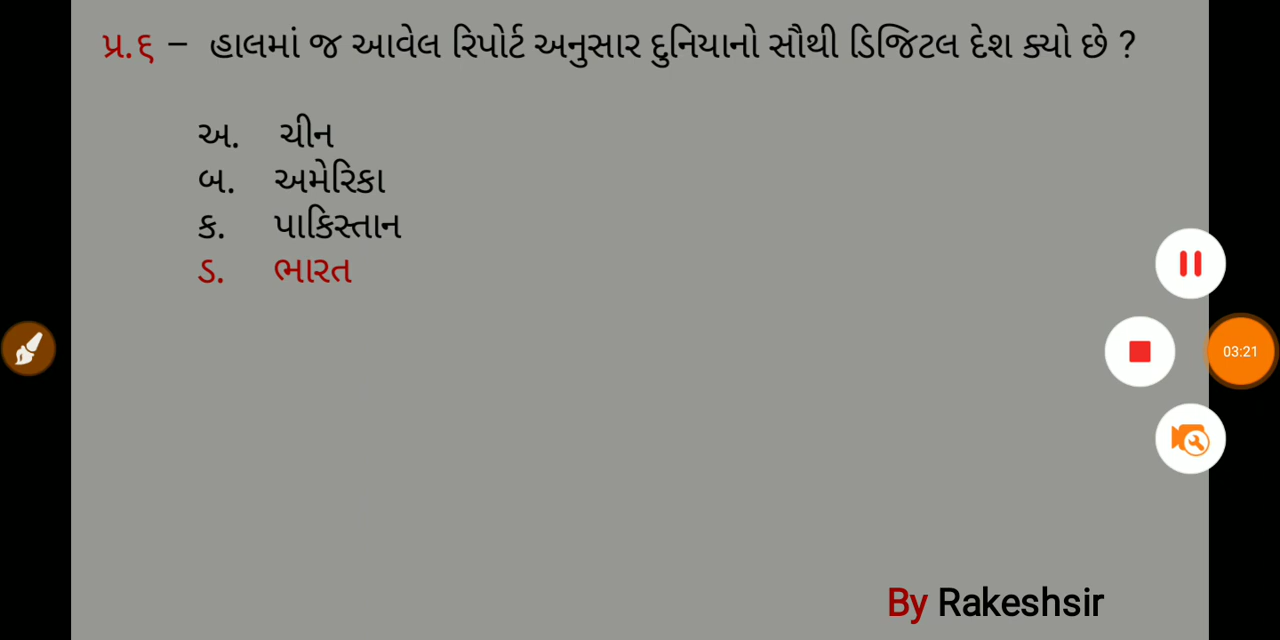 પ્ર.૬ – હાલમાં જ આવેલ રિપોર્ટ અનુસાર દુનિયાનો સૌથી ડિજિટલ દેશ ક્યો છે ?
અ. ચીન
બ. અમેરિકા
ક. પાકિસ્તાન
ડ. ભારત
03:21
By Rakeshsir